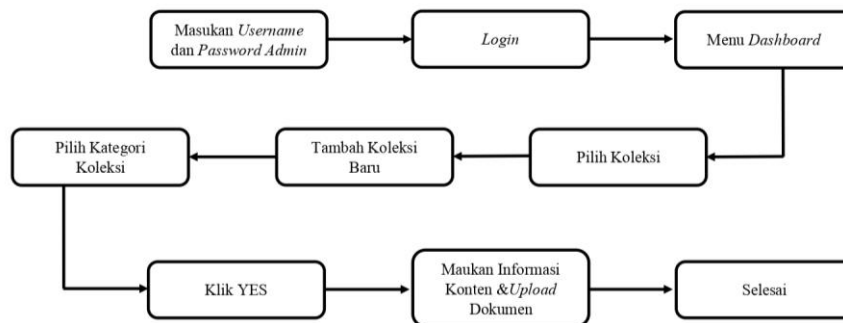 Masukan Username
dan Password Admin
Login
Menu Dashboard
Pilih Koleksi
Tambah Koleksi
Baru
Pilih Kategori
Koleksi
Klik YES
Maukan Informasi
Konten &Upload
Dokumen
Selesai